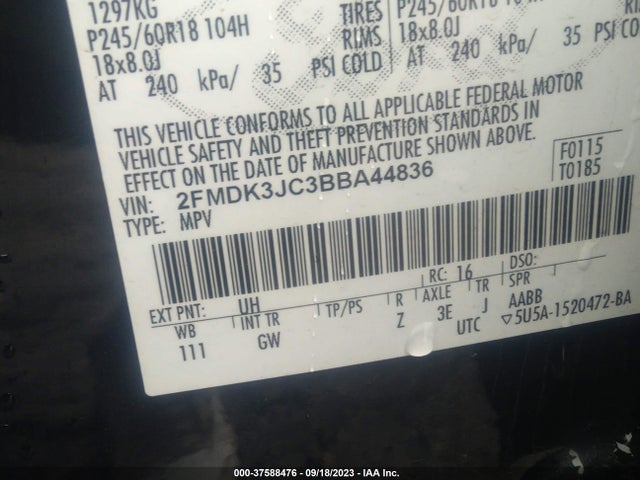 1297KG TIRES P245/60R18
P245/60R18 104H RIMS 18x8.0J
18x8.0J AT 240 kPa/ 35 PSI COLD
AT 240 kPa/ 35 PSI COLD
THIS VEHICLE CONFORMS TO ALL APPLICABLE FEDERAL MOTOR
VEHICLE SAFETY AND THEFT PREVENTION STANDARDS IN
EFFECT ON THE DATE OF MANUFACTURE SHOWN ABOVE.
VIN: 2FMDK3JC3BBA44836 F0115
TYPE: MPV T0185
EXT PNT: UH RC: 16 DSO:
WB INT TR TP/PS R AXLE TR SPR
111 GW Z 3E J AABB
UTC ▽5U5A-1520472-BA
000-37588476 - 09/18/2023 - IAA Inc.